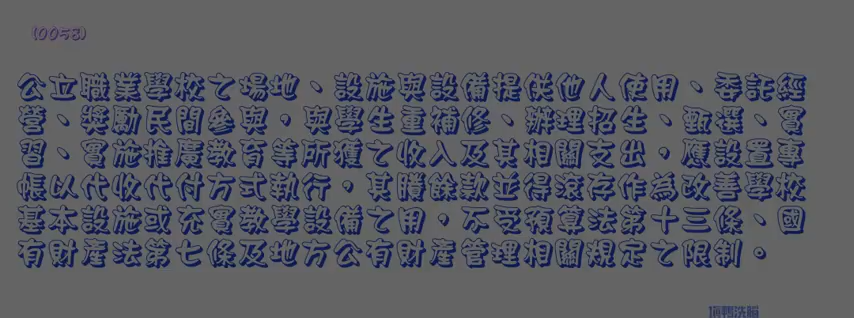 (0058)
公立職業學校之場地、設施與設備提供他人使用、委託經
營、獎勵民間參與，與學生重補修、辦理招生、甄選、實
習、實施推廣教育等所獲之收入及其相關支出，應設置專
帳以代收代付方式執行，其賸餘款並得滾存作為改善學校
基本設施或充實教學設備之用，不受預算法第十三條、國
有財產法第七條及地方公有財產管理相關規定之限制。